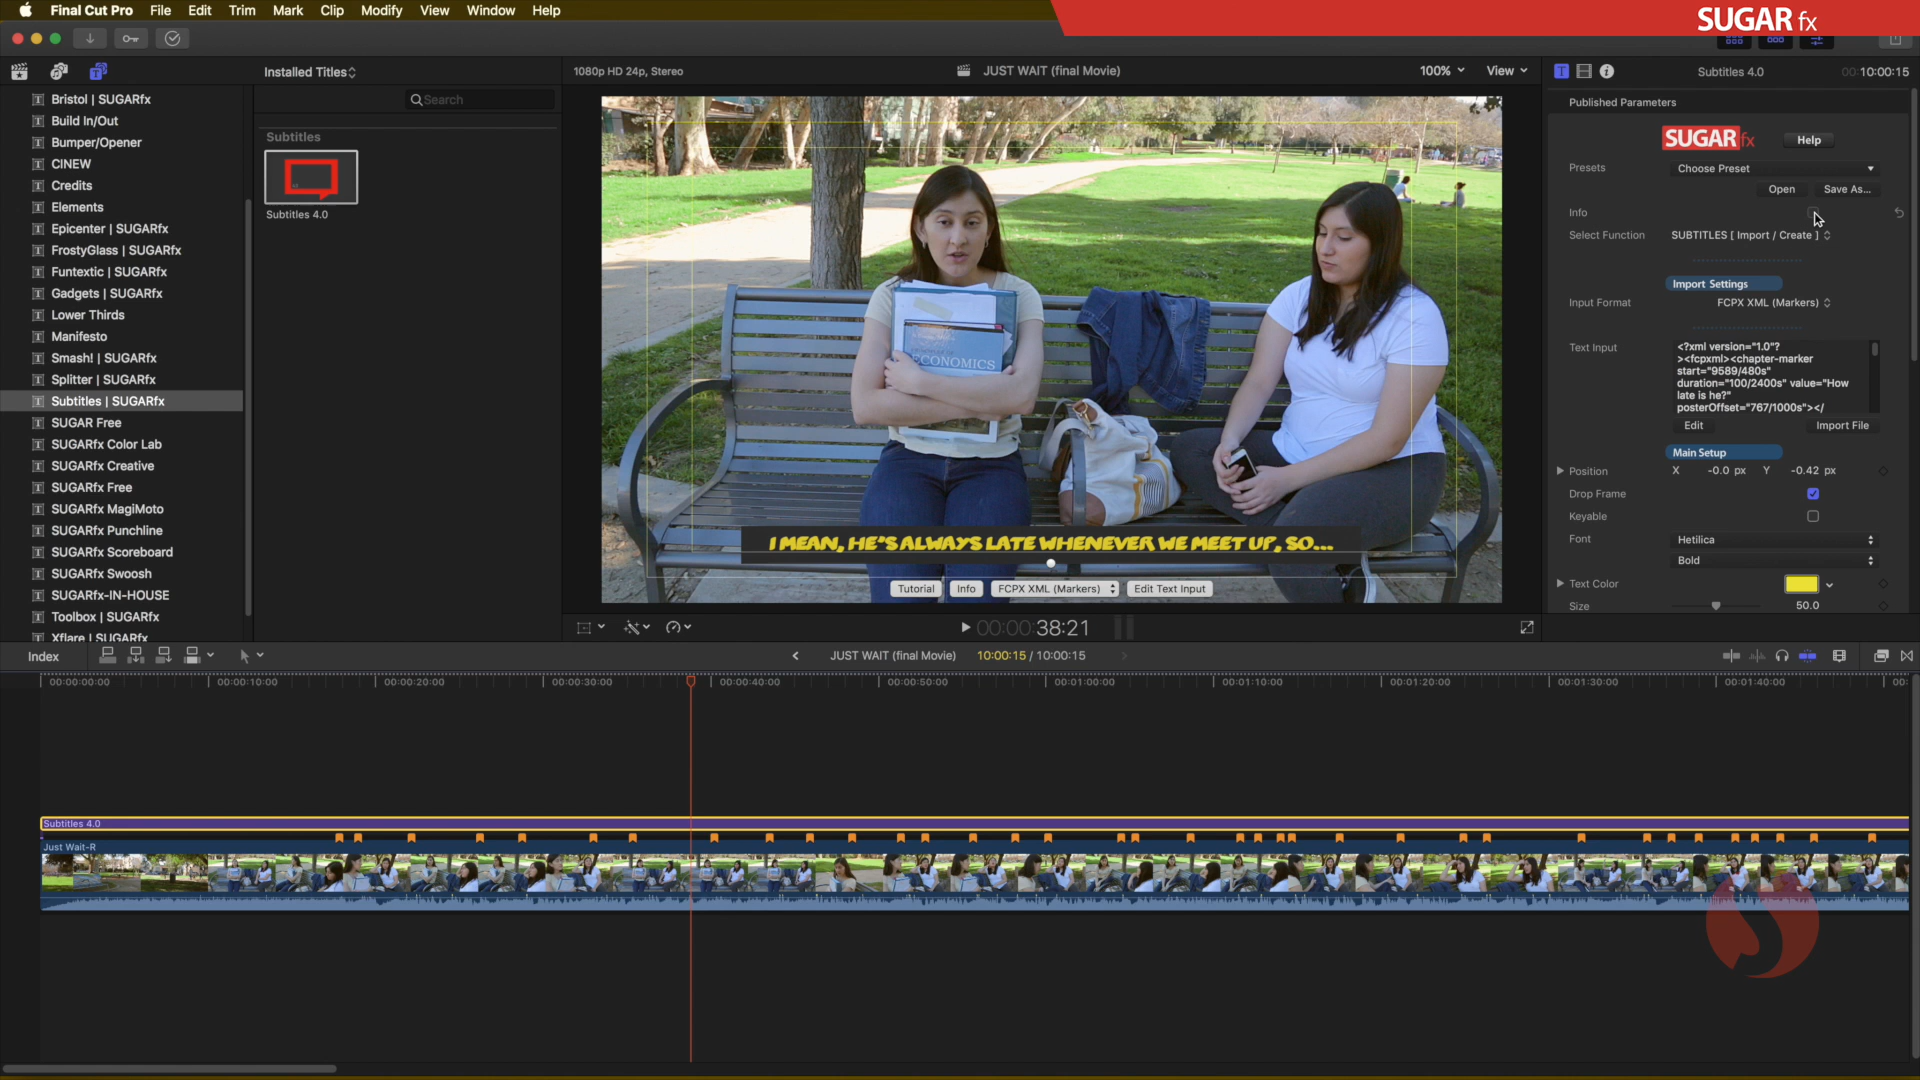 Final Cut Pro File Edit Trim Mark Clip Modify View Window Help
SUGAR fx
Installed Titles
1080p HD 24p, Stereo
JUST WAIT (final Movie)
100%
View
Subtitles 4.0
00:10:00:15
Search
Bristol | SUGARfx
Build In/Out
Bumper/Opener
CINEW
Credits
Elements
Epicenter | SUGARfx
FrostyGlass | SUGARfx
Funtextic | SUGARfx
Gadgets | SUGARfx
Lower Thirds
Manifesto
Smash! | SUGARfx
Splitter | SUGARfx
Subtitles | SUGARfx
SUGAR Free
SUGARfx Color Lab
SUGARfx Creative
SUGARfx Free
SUGARfx MagiMoto
SUGARfx Punchline
SUGARfx Scoreboard
SUGARfx Swoosh
SUGARfx-IN-HOUSE
Toolbox | SUGARfx
Xflare | SUGARfx
Subtitles
Subtitles 4.0
ECONOMICS
I MEAN, HE'S ALWAYS LATE WHENEVER WE MEET UP, SO...
Tutorial Info FCPX XML (Markers) Edit Text Input
00:00:38:21
Published Parameters
SUGARfx
Help
Presets Choose Preset
Open Save As...
Info
Select Function SUBTITLES [ Import / Create ]
Import Settings
Input Format FCPX XML (Markers)
Text Input
<?xml version="1.0"?
><fcpxml><chapter-marker
start="9589/480s"
duration="100/2400s" value="How
late is he?"
posterOffset="767/1000s"></
Edit Import File
Main Setup
Position X -0.0 px Y -0.42 px
Drop Frame
Keyable
Font Hetilica
Bold
Text Color
Size 50.0
Index
JUST WAIT (final Movie) 10:00:15 / 10:00:15
00:00:00:00 00:00:10:00 00:00:20:00 00:00:30:00 00:00:40:00 00:00:50:00 00:01:00:00 00:01:10:00 00:01:20:00 00:01:30:00 00:01:40:00 00:
Subtitles 4.0
Just Wait-R